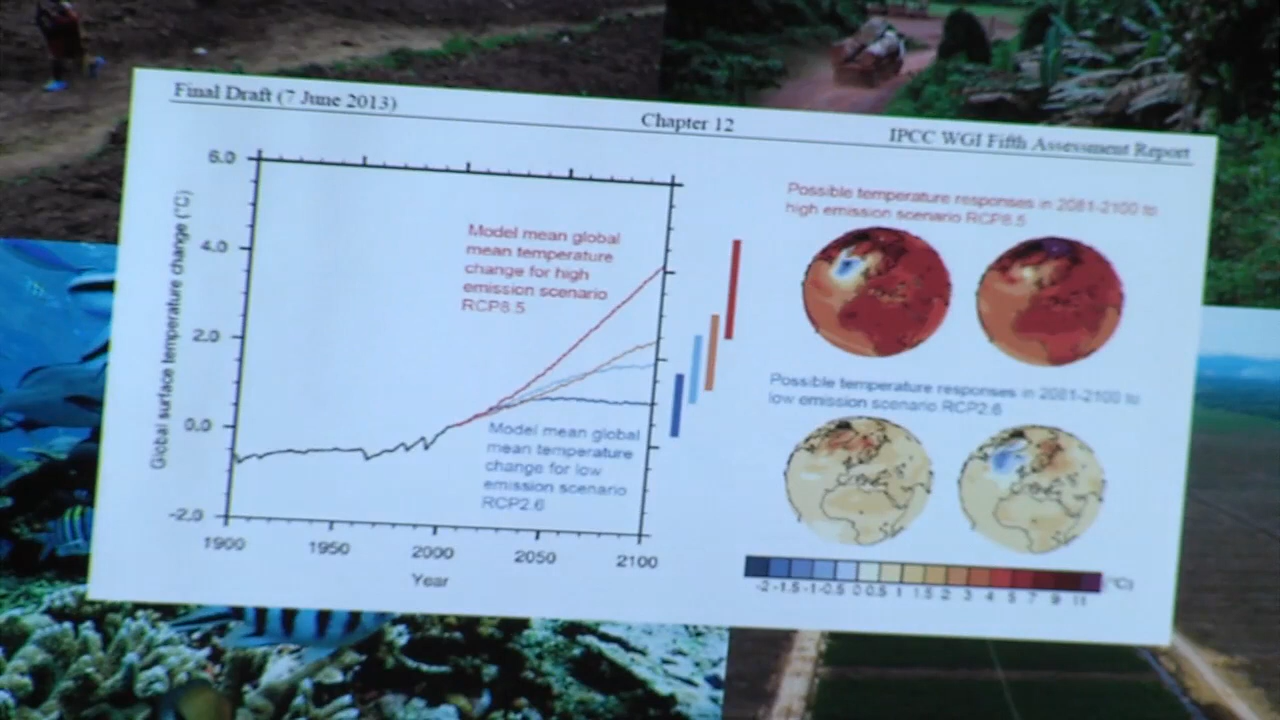 Final Draft (7 June 2013)
Chapter 12
IPCC WGI Fifth Assessment Report
6.0
4.0
2.0
0.0
-2.0
Global surface temperature change (°C)
1900
1950
2000
2050
2100
Year
Model mean global
mean temperature
change for high
emission scenario
RCP8.5
Model mean global
mean temperature
change for low
emission scenario
RCP2.6
Possible temperature responses in 2081-2100 to
high emission scenario RCP8.5
Possible temperature responses in 2081-2100 to
low emission scenario RCP2.6
-2 -1.5 -1 -0.5 0 0.5 1 1.5 2 3 4 5 7 9 11 (°C)